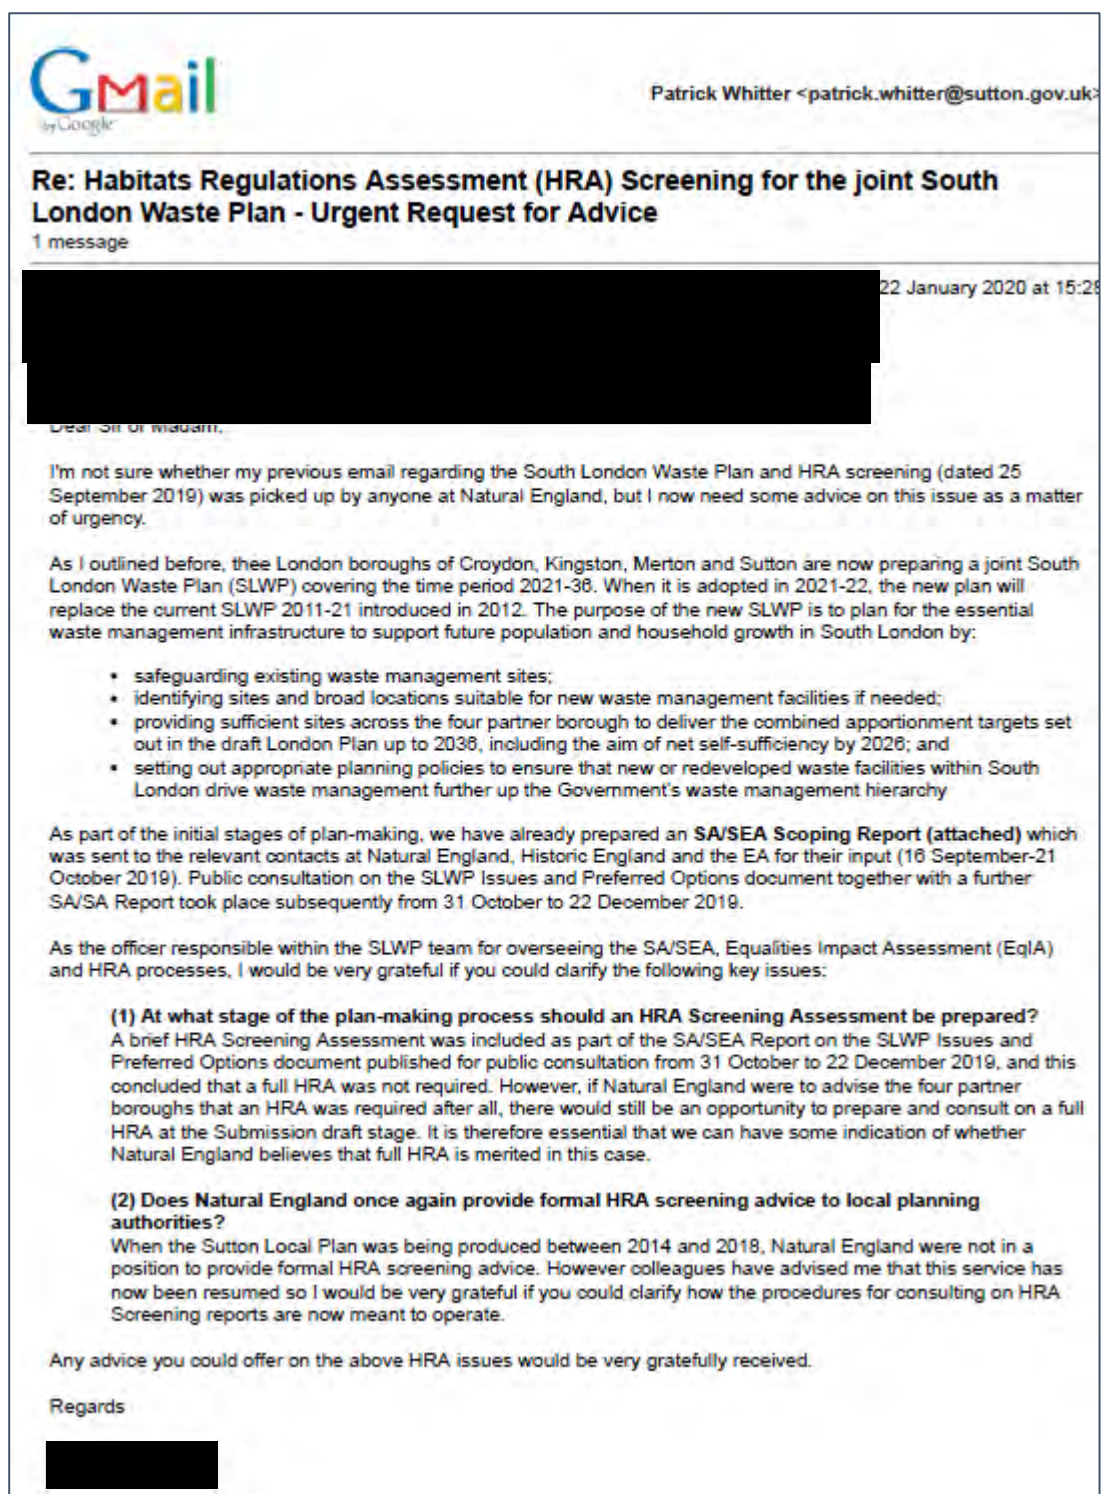 Gmail
by Google
Patrick Whitter <patrick.whitter@sutton.gov.uk>
Re: Habitats Regulations Assessment (HRA) Screening for the joint South
London Waste Plan - Urgent Request for Advice
1 message
22 January 2020 at 15:28
Dear Sir or Madam,
I'm not sure whether my previous email regarding the South London Waste Plan and HRA screening (dated 25
September 2019) was picked up by anyone at Natural England, but I now need some advice on this issue as a matter
of urgency.
As I outlined before, thee London boroughs of Croydon, Kingston, Merton and Sutton are now preparing a joint South
London Waste Plan (SLWP) covering the time period 2021-36. When it is adopted in 2021-22, the new plan will
replace the current SLWP 2011-21 introduced in 2012. The purpose of the new SLWP is to plan for the essential
waste management infrastructure to support future population and household growth in South London by:
• safeguarding existing waste management sites;
• identifying sites and broad locations suitable for new waste management facilities if needed;
• providing sufficient sites across the four partner borough to deliver the combined apportionment targets set
out in the draft London Plan up to 2036, including the aim of net self-sufficiency by 2026; and
• setting out appropriate planning policies to ensure that new or redeveloped waste facilities within South
London drive waste management further up the Government's waste management hierarchy
As part of the initial stages of plan-making, we have already prepared an SA/SEA Scoping Report (attached) which
was sent to the relevant contacts at Natural England, Historic England and the EA for their input (16 September-21
October 2019). Public consultation on the SLWP Issues and Preferred Options document together with a further
SA/SA Report took place subsequently from 31 October to 22 December 2019.
As the officer responsible within the SLWP team for overseeing the SA/SEA, Equalities Impact Assessment (EqIA)
and HRA processes, I would be very grateful if you could clarify the following key issues:
(1) At what stage of the plan-making process should an HRA Screening Assessment be prepared?
A brief HRA Screening Assessment was included as part of the SA/SEA Report on the SLWP Issues and
Preferred Options document published for public consultation from 31 October to 22 December 2019, and this
concluded that a full HRA was not required. However, if Natural England were to advise the four partner
boroughs that an HRA was required after all, there would still be an opportunity to prepare and consult on a full
HRA at the Submission draft stage. It is therefore essential that we can have some indication of whether
Natural England believes that full HRA is merited in this case.
(2) Does Natural England once again provide formal HRA screening advice to local planning
authorities?
When the Sutton Local Plan was being produced between 2014 and 2018, Natural England were not in a
position to provide formal HRA screening advice. However colleagues have advised me that this service has
now been resumed so I would be very grateful if you could clarify how the procedures for consulting on HRA
Screening reports are now meant to operate.
Any advice you could offer on the above HRA issues would be very gratefully received.
Regards